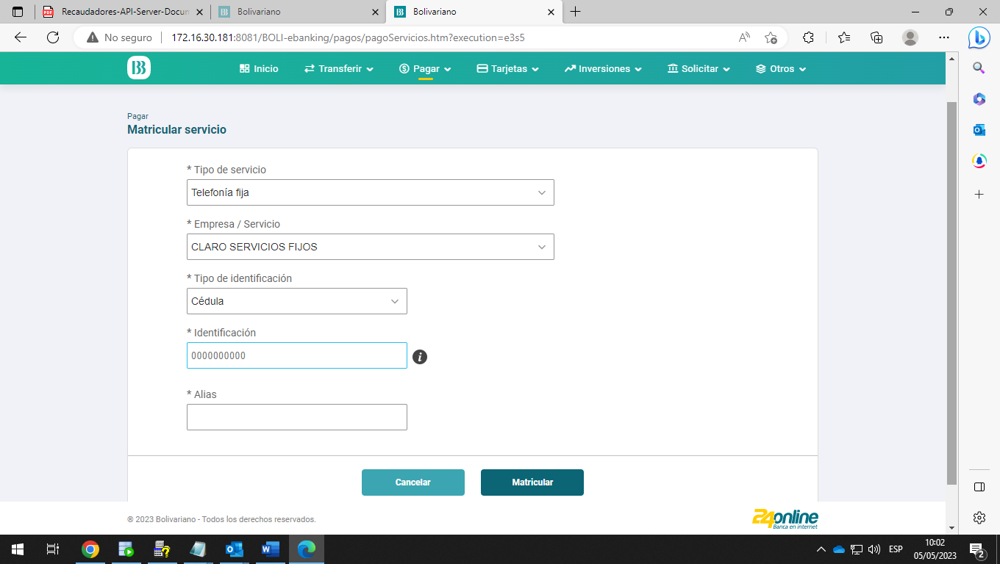 Recaudadores-API-Server-Docun
Bolivariano
Bolivariano
No seguro
172.16.30.181:8081/BOLI-ebanking/pagos/pagoServicios.htm?execution=e3s5
Inicio
Transferir
Pagar
Tarjetas
Inversiones
Solicitar
Otros
Pagar
Matricular servicio
* Tipo de servicio
Telefonía fija
* Empresa / Servicio
CLARO SERVICIOS FIJOS
* Tipo de identificación
Cédula
* Identificación
0000000000
* Alias
Cancelar
Matricular
© 2023 Bolivariano - Todos los derechos reservados.
24online
Banca en internet
ESP
10:02
05/05/2023
2